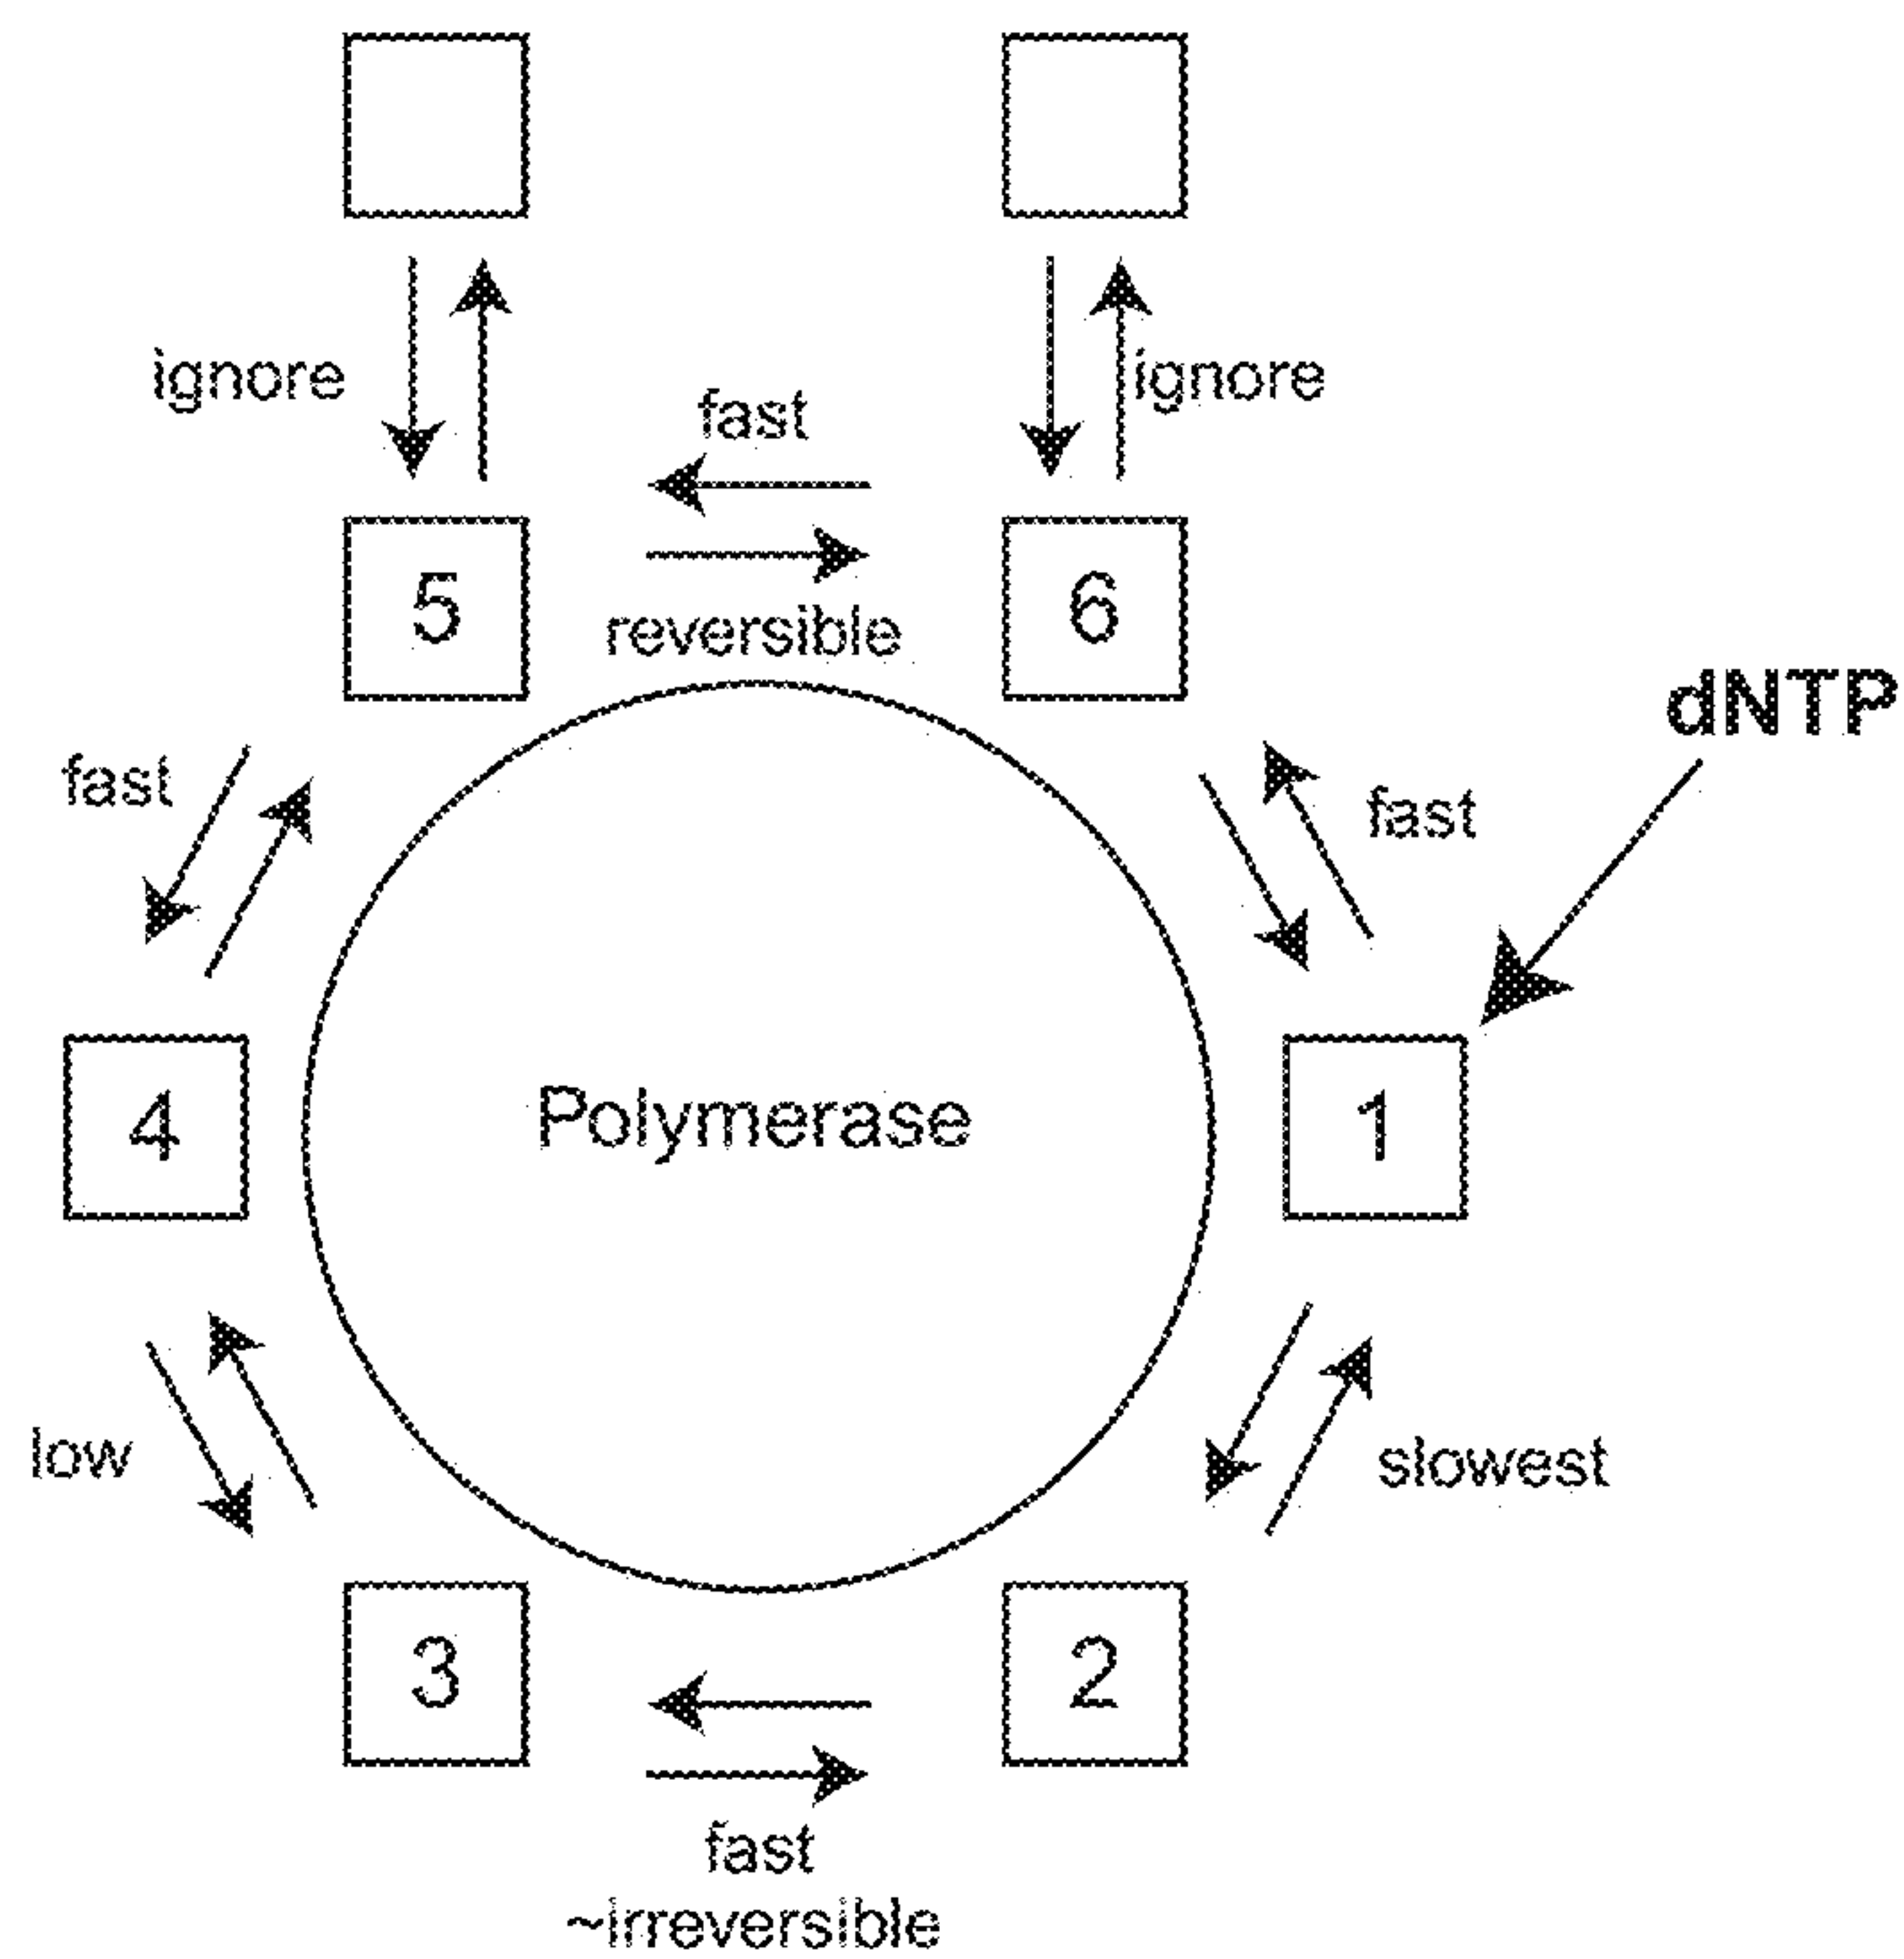 ignore
ignore
fast
5
reversible
6
dNTP
fast
fast
4
Polymerase
1
low
slowest
3
2
fast
~irreversible